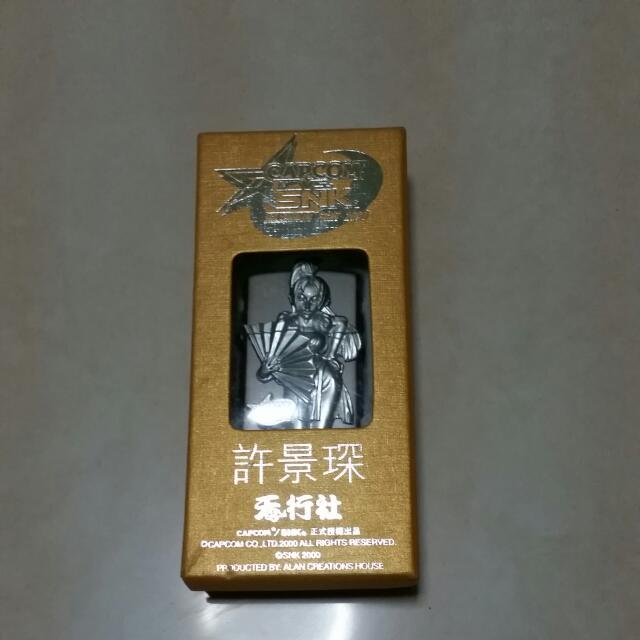 CAPCOM
SNK
許景琛
惡行社
CAPCOM / SNK 正式授權出品
©CAPCOM CO.,LTD.2000 ALL RIGHTS RESERVED.
©SNK 2000
PRODUCED BY: ALAN CREATIONS HOUSE